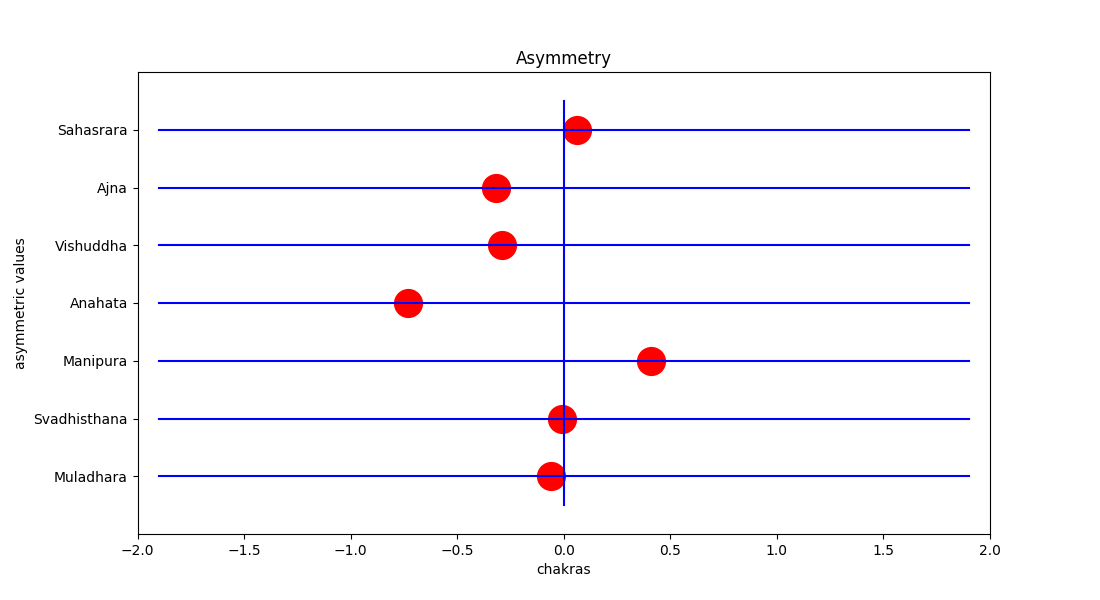 Asymmetry
asymmetric values
Sahasrara
Ajna
Vishuddha
Anahata
Manipura
Svadhisthana
Muladhara
−2.0 −1.5 −1.0 −0.5 0.0 0.5 1.0 1.5 2.0
chakras